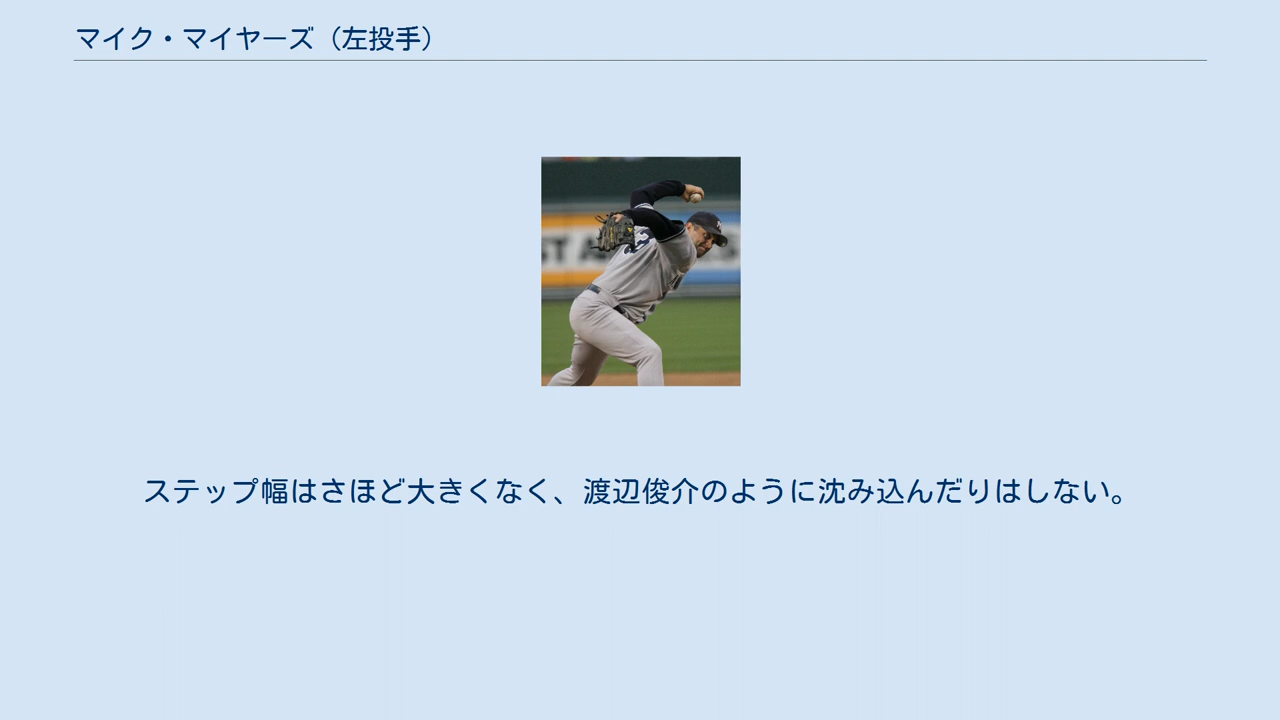 マイク・マイヤーズ（左投手）
ステップ幅はさほど大きくなく、渡辺俊介のように沈み込んだりはしない。